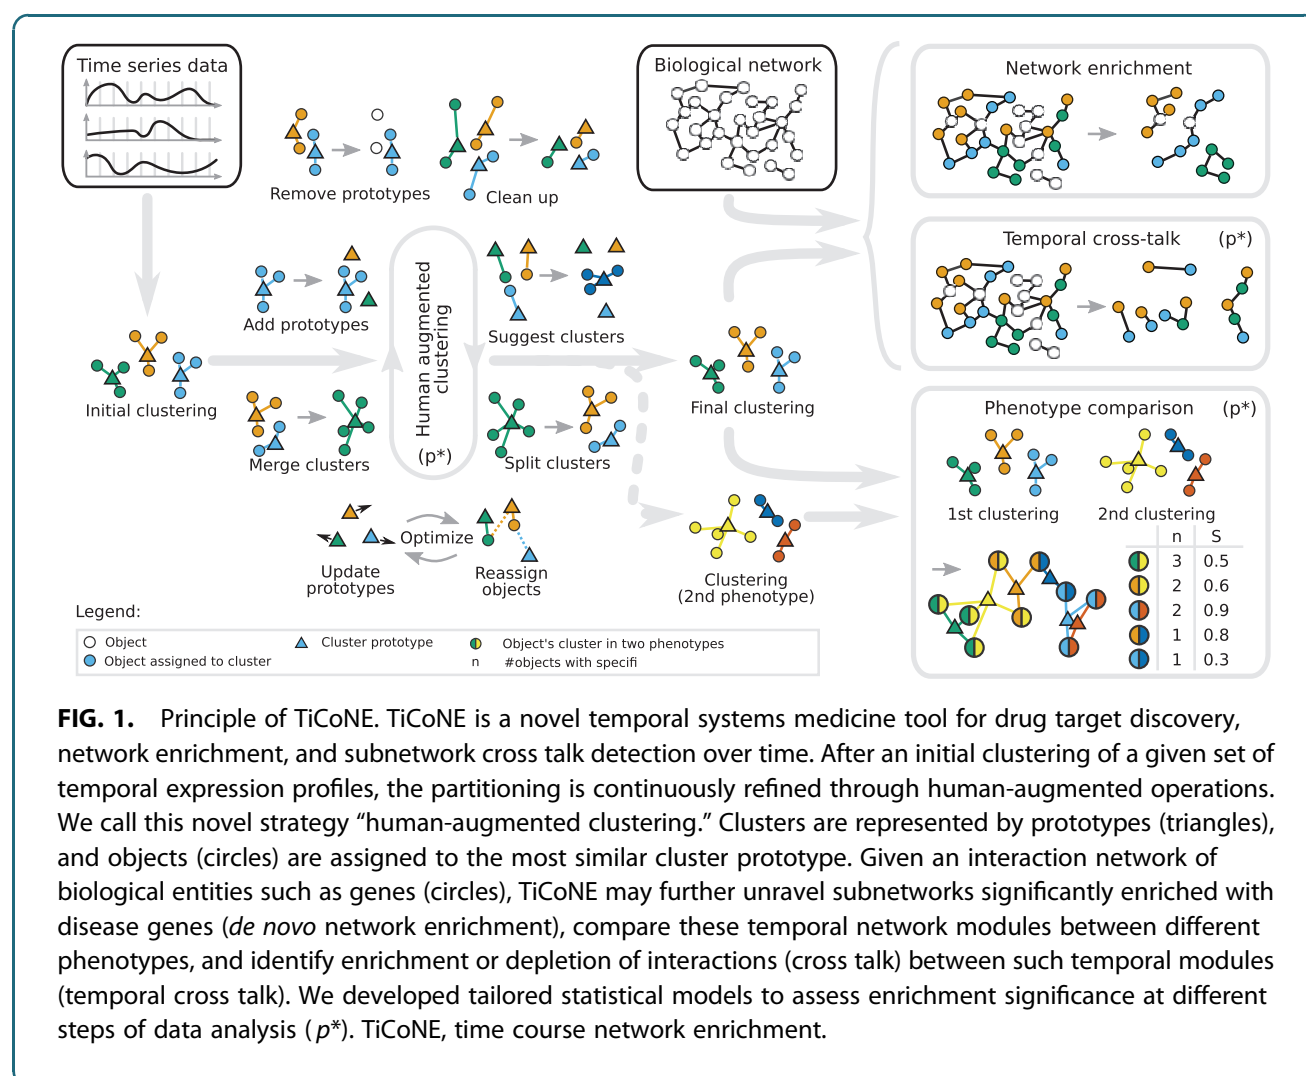 Time series data
Biological network
Network enrichment
Remove prototypes
Clean up
Temporal cross-talk (p*)
Add prototypes
Human augmented
clustering
(p*)
Suggest clusters
Initial clustering
Final clustering
Merge clusters
Split clusters
Phenotype comparison (p*)
1st clustering
2nd clustering
n S
3 0.5
2 0.6
2 0.9
1 0.8
1 0.3
Optimize
Update
prototypes
Reassign
objects
Clustering
(2nd phenotype)
Legend:
Object
Cluster prototype
Object's cluster in two phenotypes
Object assigned to cluster
n #objects with specifi
FIG. 1. Principle of TiCoNE. TiCoNE is a novel temporal systems medicine tool for drug target discovery,
network enrichment, and subnetwork cross talk detection over time. After an initial clustering of a given set of
temporal expression profiles, the partitioning is continuously refined through human-augmented operations.
We call this novel strategy “human-augmented clustering.” Clusters are represented by prototypes (triangles),
and objects (circles) are assigned to the most similar cluster prototype. Given an interaction network of
biological entities such as genes (circles), TiCoNE may further unravel subnetworks significantly enriched with
disease genes (de novo network enrichment), compare these temporal network modules between different
phenotypes, and identify enrichment or depletion of interactions (cross talk) between such temporal modules
(temporal cross talk). We developed tailored statistical models to assess enrichment significance at different
steps of data analysis (p*). TiCoNE, time course network enrichment.